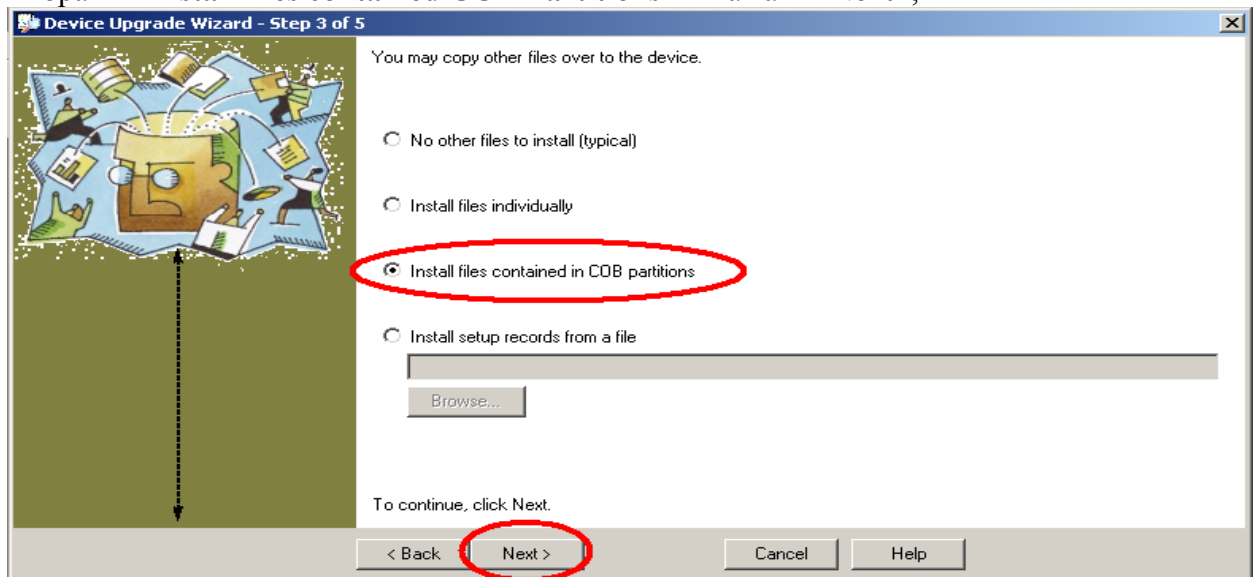 Device Upgrade Wizard - Step 3 of 5
You may copy other files over to the device.
No other files to install (typical)
Install files individually
Install files contained in COB partitions
Install setup records from a file
Browse...
To continue, click Next.
< Back Next > Cancel Help